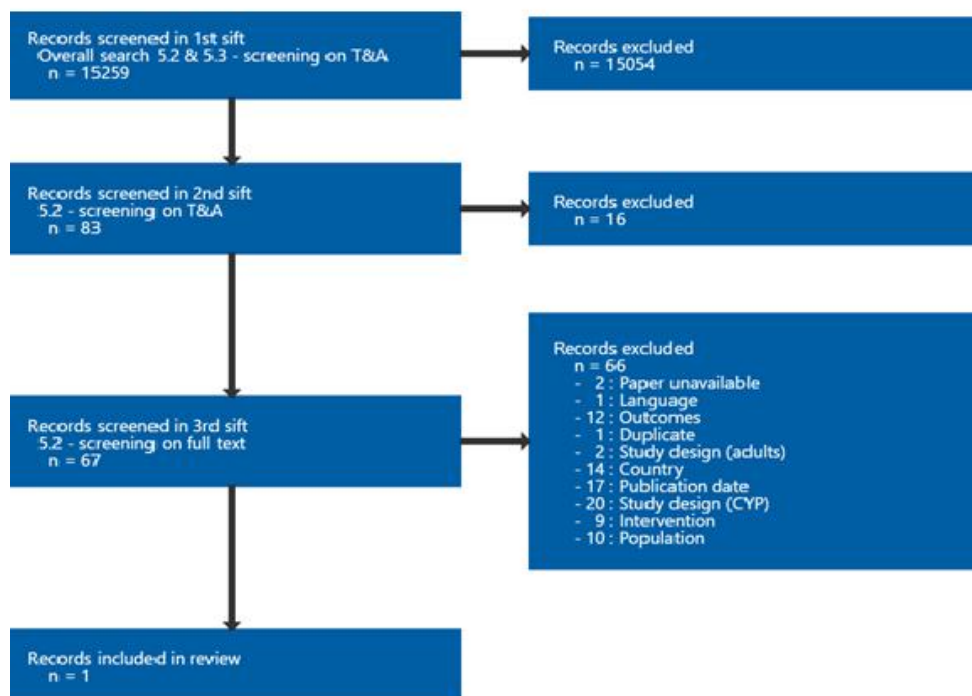 Records screened in 1st sift
Overall search 5.2 & 5.3 - screening on T&A
n = 15259
Records excluded
n = 15054
Records screened in 2nd sift
5.2 - screening on T&A
n = 83
Records excluded
n = 16
Records screened in 3rd sift
5.2 - screening on full text
n = 67
Records excluded
n = 66
- 2 : Paper unavailable
- 1 : Language
- 12 : Outcomes
- 1 : Duplicate
- 2 : Study design (adults)
- 14 : Country
- 17 : Publication date
- 20 : Study design (CYP)
- 9 : Intervention
- 10 : Population
Records included in review
n = 1